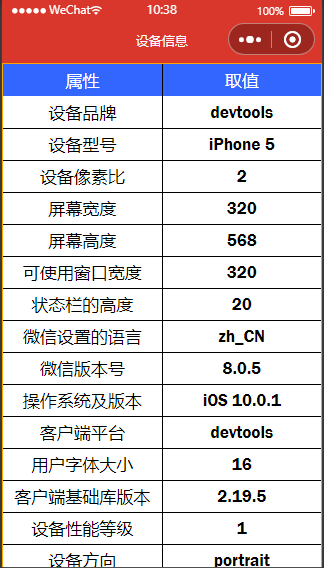 WeChat 10:38 100%
设备信息
属性 取值
设备品牌 devtools
设备型号 iPhone 5
设备像素比 2
屏幕宽度 320
屏幕高度 568
可使用窗口宽度 320
状态栏的高度 20
微信设置的语言 zh_CN
微信版本号 8.0.5
操作系统及版本 iOS 10.0.1
客户端平台 devtools
用户字体大小 16
客户端基础库版本 2.19.5
设备性能等级 1
设备方向 portrait